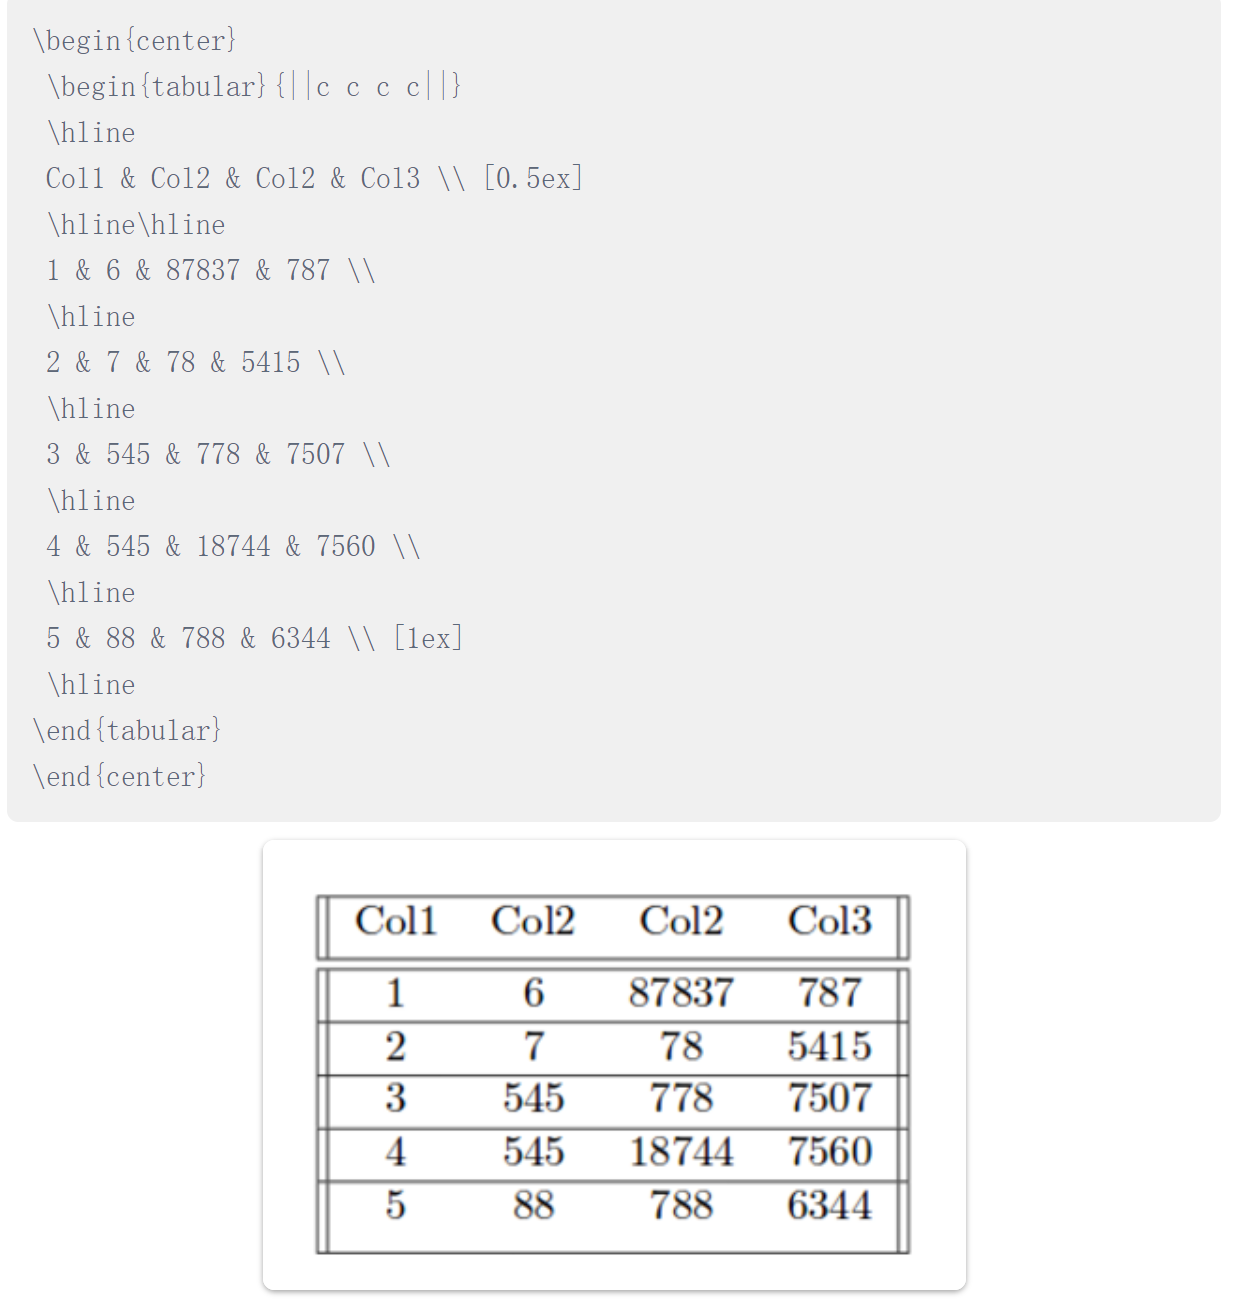 \begin{center}
\begin{tabular}{||c c c c||}
\hline
Col1 & Col2 & Col2 & Col3 \\ [0.5ex]
\hline\hline
1 & 6 & 87837 & 787 \\
\hline
2 & 7 & 78 & 5415 \\
\hline
3 & 545 & 778 & 7507 \\
\hline
4 & 545 & 18744 & 7560 \\
\hline
5 & 88 & 788 & 6344 \\ [1ex]
\hline
\end{tabular}
\end{center}
Col1 Col2 Col2 Col3
1 6 87837 787
2 7 78 5415
3 545 778 7507
4 545 18744 7560
5 88 788 6344